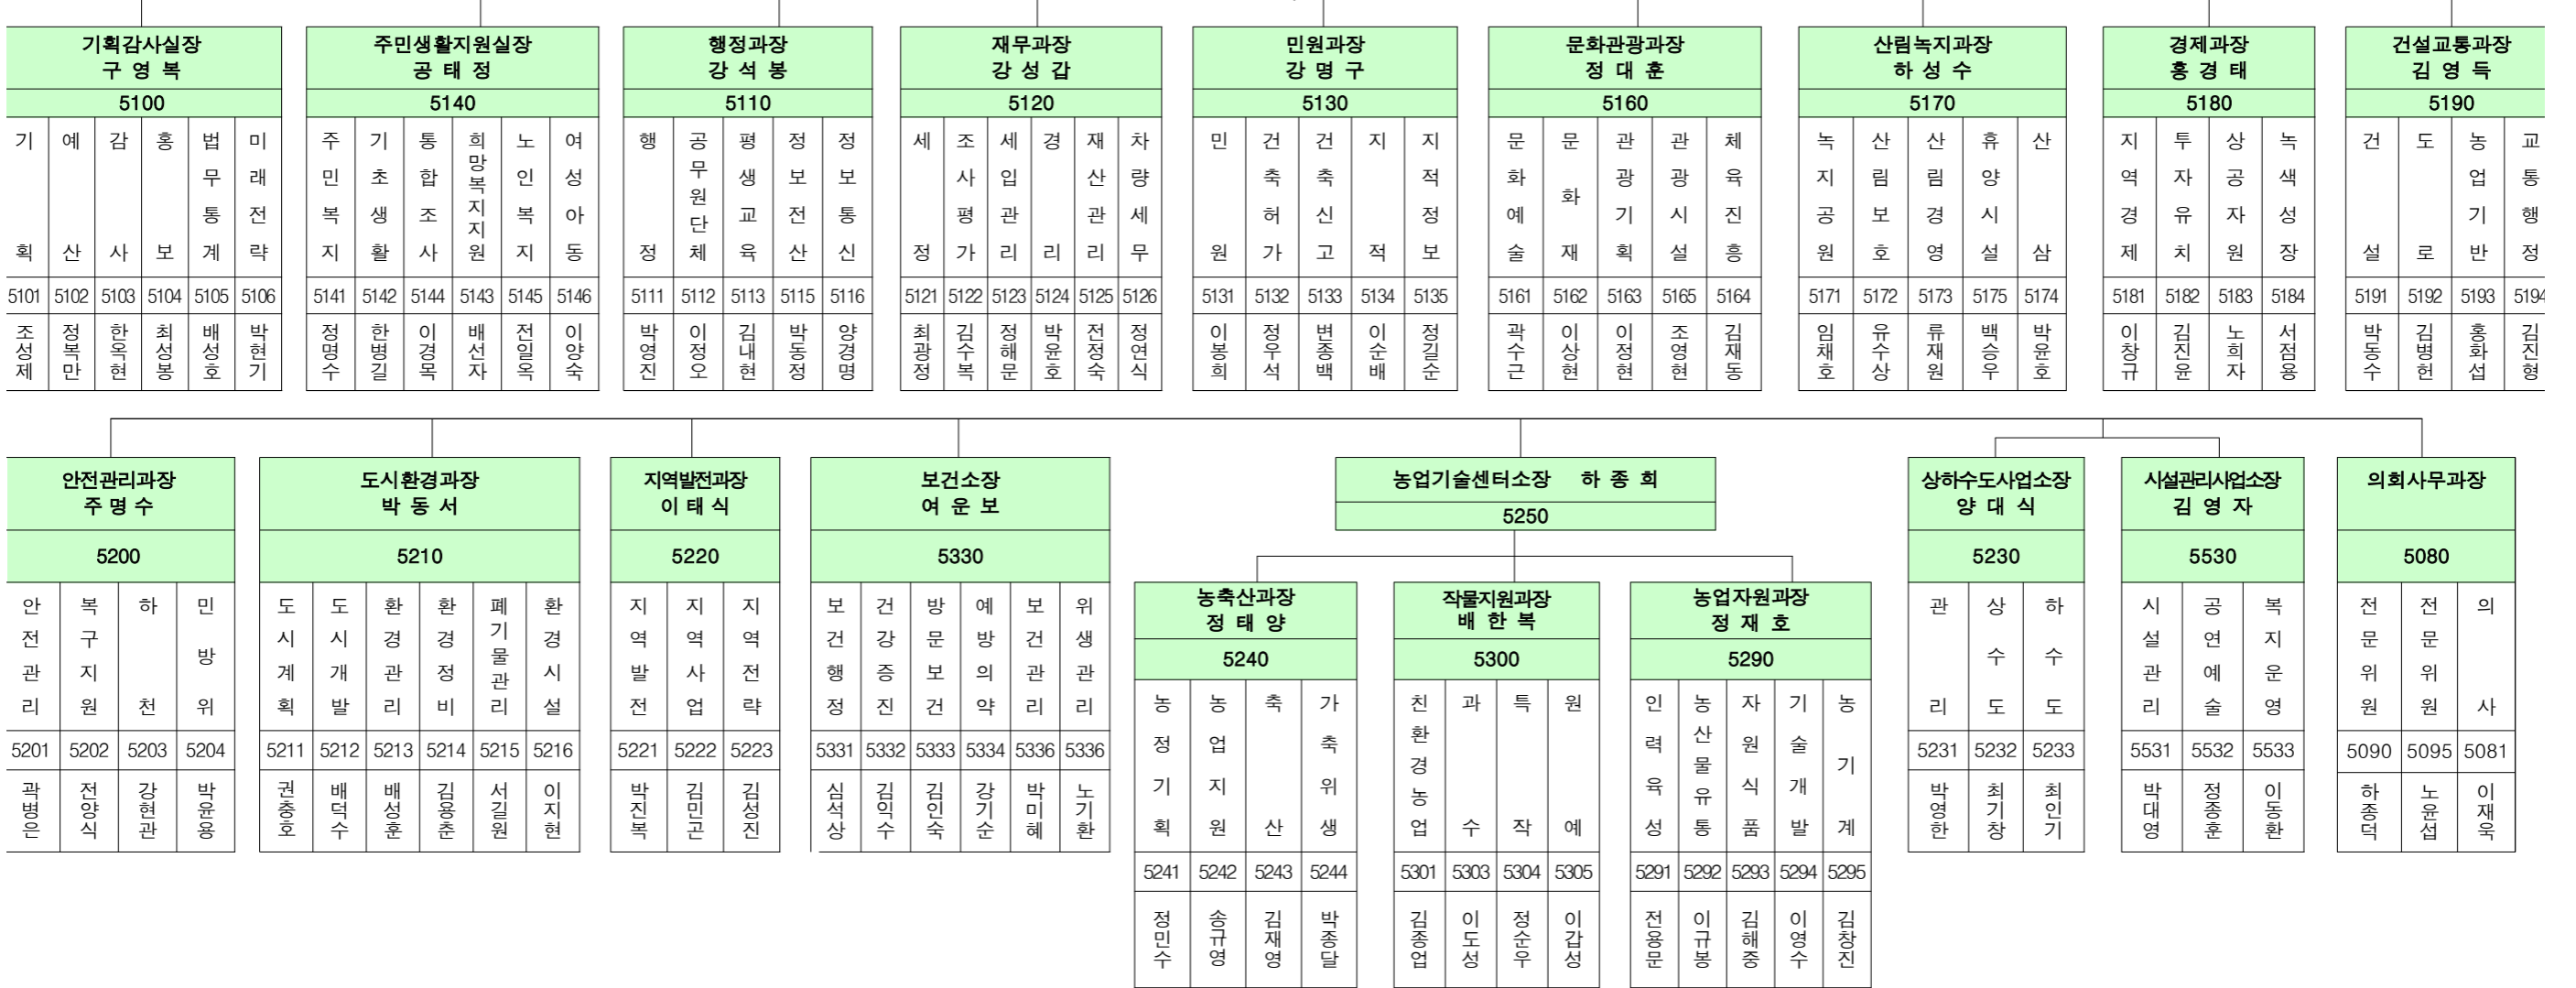 기획감사실장
구 영 복
5100
기획 예산 감사 홍보 법무통계 미래전략
5101 5102 5103 5104 5105 5106
조성제 정복만 한옥현 최성봉 배성호 박현기
주민생활지원실장
공 태 정
5140
주민복지 기초생활 통합조사 희망복지지원 노인복지 여성아동
5141 5142 5144 5143 5145 5146
정명수 한병길 이경목 배선자 전일옥 이양숙
행정과장
강 석 봉
5110
행정 공무원단체 평생교육 정보전산 정보통신
5111 5112 5113 5115 5116
박영진 이정오 김내현 박동정 양경명
재무과장
강 성 갑
5120
세정 조사평가 세입관리 경리 재산관리 차량세무
5121 5122 5123 5124 5125 5126
최광정 김수복 정해문 박윤호 전정숙 정연식
민원과장
강 명 구
5130
민원 건축허가 건축신고 지적 지적정보
5131 5132 5133 5134 5135
이봉희 정우석 변종백 이순배 정길순
문화관광과장
정 대 훈
5160
문화예술 문화재 관광기획 관광시설 체육진흥
5161 5162 5163 5165 5164
곽수근 이상현 이정현 조영현 김재동
산림녹지과장
하 성 수
5170
녹지공원 산림보호 산림경영 휴양시설 산삼
5171 5172 5173 5175 5174
임채호 유수상 류재원 백승우 박윤호
경제과장
홍 경 태
5180
지역경제 투자유치 상공자원 녹색성장
5181 5182 5183 5184
이창규 김진윤 노희자 서점용
건설교통과장
김 영 득
5190
건설 도로 농업기반 교통행정
5191 5192 5193 5194
박동수 김병헌 홍화섭 김진형
안전관리과장
주 명 수
5200
안전관리 복구지원 하천 민방위
5201 5202 5203 5204
곽병은 전양식 강현관 박윤용
도시환경과장
박 동 서
5210
도시계획 도시개발 환경관리 환경정비 폐기물관리 환경시설
5211 5212 5213 5214 5215 5216
권충호 배덕수 배성훈 김용춘 서길원 이지현
지역발전과장
이 태 식
5220
지역발전 지역사업 지역전략
5221 5222 5223
박진복 김민곤 김성진
보건소장
여 운 보
5330
보건행정 건강증진 방문보건 예방의약 보건관리 위생관리
5331 5332 5333 5334 5336 5336
심석상 김익수 김인숙 강기순 박미혜 노기환
농업기술센터소장 하 종 희
5250
농축산과장
정 태 양
5240
농정기획 농업지원 축산 가축위생
5241 5242 5243 5244
정민수 송규영 김재영 박종달
작물지원과장
배 한 복
5300
친환경농업 과수 특작 원예
5301 5303 5304 5305
김종업 이도성 정순우 이갑성
농업자원과장
정 재 호
5290
인력육성 농산물유통 자원식품 기술개발 농기계
5291 5292 5293 5294 5295
전용문 이규봉 김해중 이영수 김창진
상하수도사업소장
양 대 식
5230
관리 상수도 하수도
5231 5232 5233
박영한 최기창 최인기
시설관리사업소장
김 영 자
5530
시설관리 공연예술 복지운영
5531 5532 5533
박대영 정종훈 이동환
의회사무과장
5080
전문위원 전문위원 의사
5090 5095 5081
하종덕 노윤섭 이재욱